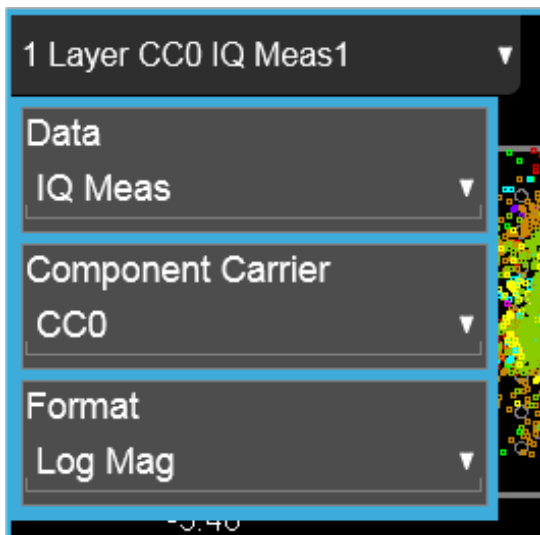 1 Layer CC0 IQ Meas1
Data
IQ Meas
Component Carrier
CC0
Format
Log Mag